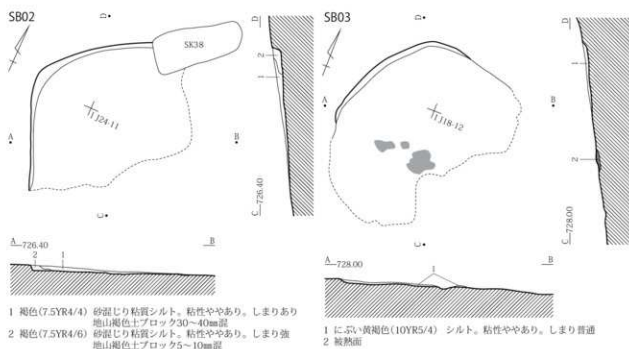 SB02
D
SK38
1J24-11
A
B
C
2
1
C—726.40
D
A—726.40
B
2
1
1 褐色(7.5YR4/4) 砂混じり粘質シルト。粘性ややあり。しまりあり
地山褐色土ブロック30～40㎜混
2 褐色(7.5YR4/6) 砂混じり粘質シルト。粘性ややあり。しまり強
地山褐色土ブロック5～10㎜混
SB03
D
1J18-12
A
B
C
1
2
C—728.00
D
A—728.00
B
1
1 にぶい黄褐色(10YR5/4) シルト。粘性ややあり。しまり普通
2 被熱面